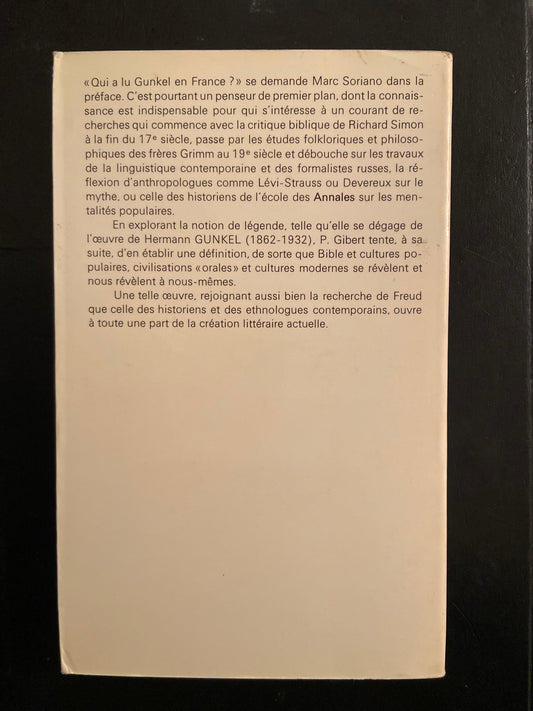 « Qui a lu Gunkel en France ? » se demande Marc Soriano dans la
préface. C'est pourtant un penseur de premier plan, dont la connais-
sance est indispensable pour qui s'intéresse à un courant de re-
cherches qui commence avec la critique biblique de Richard Simon
à la fin du 17e siècle, passe par les études folkloriques et philoso-
phiques des frères Grimm au 19e siècle et débouche sur les travaux
de la linguistique contemporaine et des formalistes russes, la ré-
flexion d'anthropologues comme Lévi-Strauss ou Devereux sur le
mythe, ou celle des historiens de l'école des Annales sur les men-
talités populaires.
En explorant la notion de légende, telle qu'elle se dégage de
l'œuvre de Hermann GUNKEL (1862-1932), P. Gibert tente, à sa
suite, d'en établir une définition, de sorte que Bible et cultures po-
pulaires, civilisations « orales » et cultures modernes se révèlent et
nous révèlent à nous-mêmes.
Une telle œuvre, rejoignant aussi bien la recherche de Freud
que celle des historiens et des ethnologues contemporains, ouvre
à toute une part de la création littéraire actuelle.